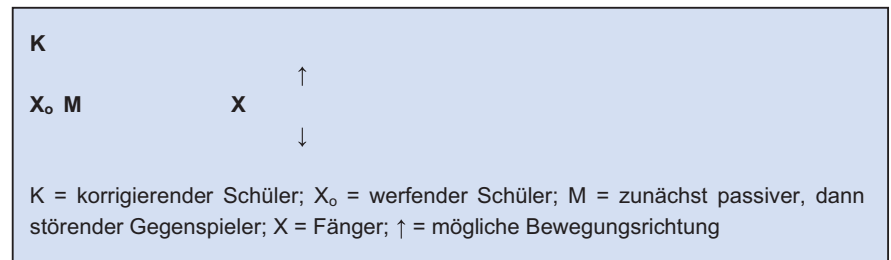 K
↑
Xₒ M X
↓
K = korrigierender Schüler; Xₒ = werfender Schüler; M = zunächst passiver, dann
störender Gegenspieler; X = Fänger; ↑ = mögliche Bewegungsrichtung